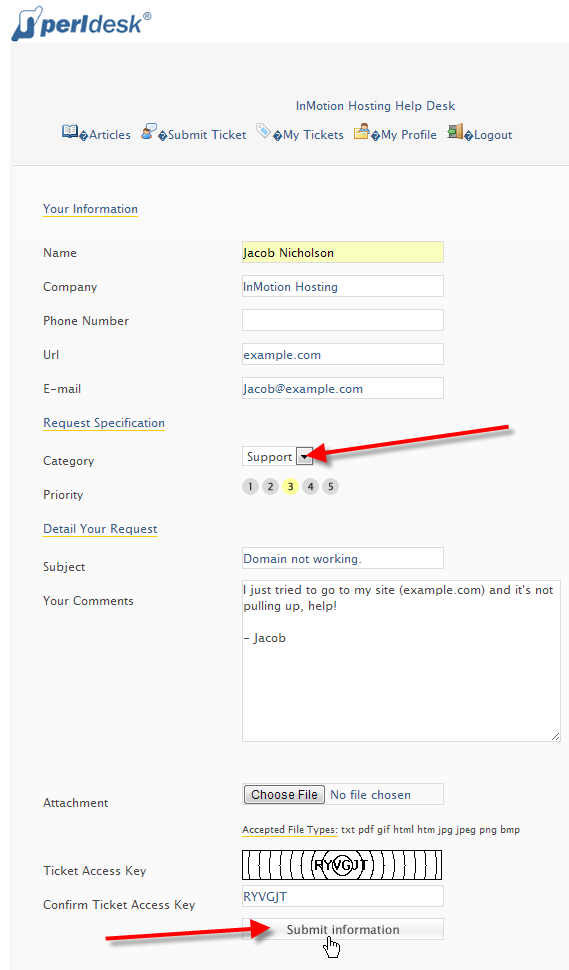 perldesk®
InMotion Hosting Help Desk
�Articles �Submit Ticket �My Tickets �My Profile �Logout
Your Information
Name Jacob Nicholson
Company InMotion Hosting
Phone Number
Url example.com
E-mail Jacob@example.com
Request Specification
Category Support
Priority 1 2 3 4 5
Detail Your Request
Subject Domain not working.
Your Comments I just tried to go to my site (example.com) and it's not
pulling up, help!
- Jacob
Attachment Choose File No file chosen
Accepted File Types: txt pdf gif html htm jpg jpeg png bmp
Ticket Access Key RYVGJT
Confirm Ticket Access Key RYVGJT
Submit information